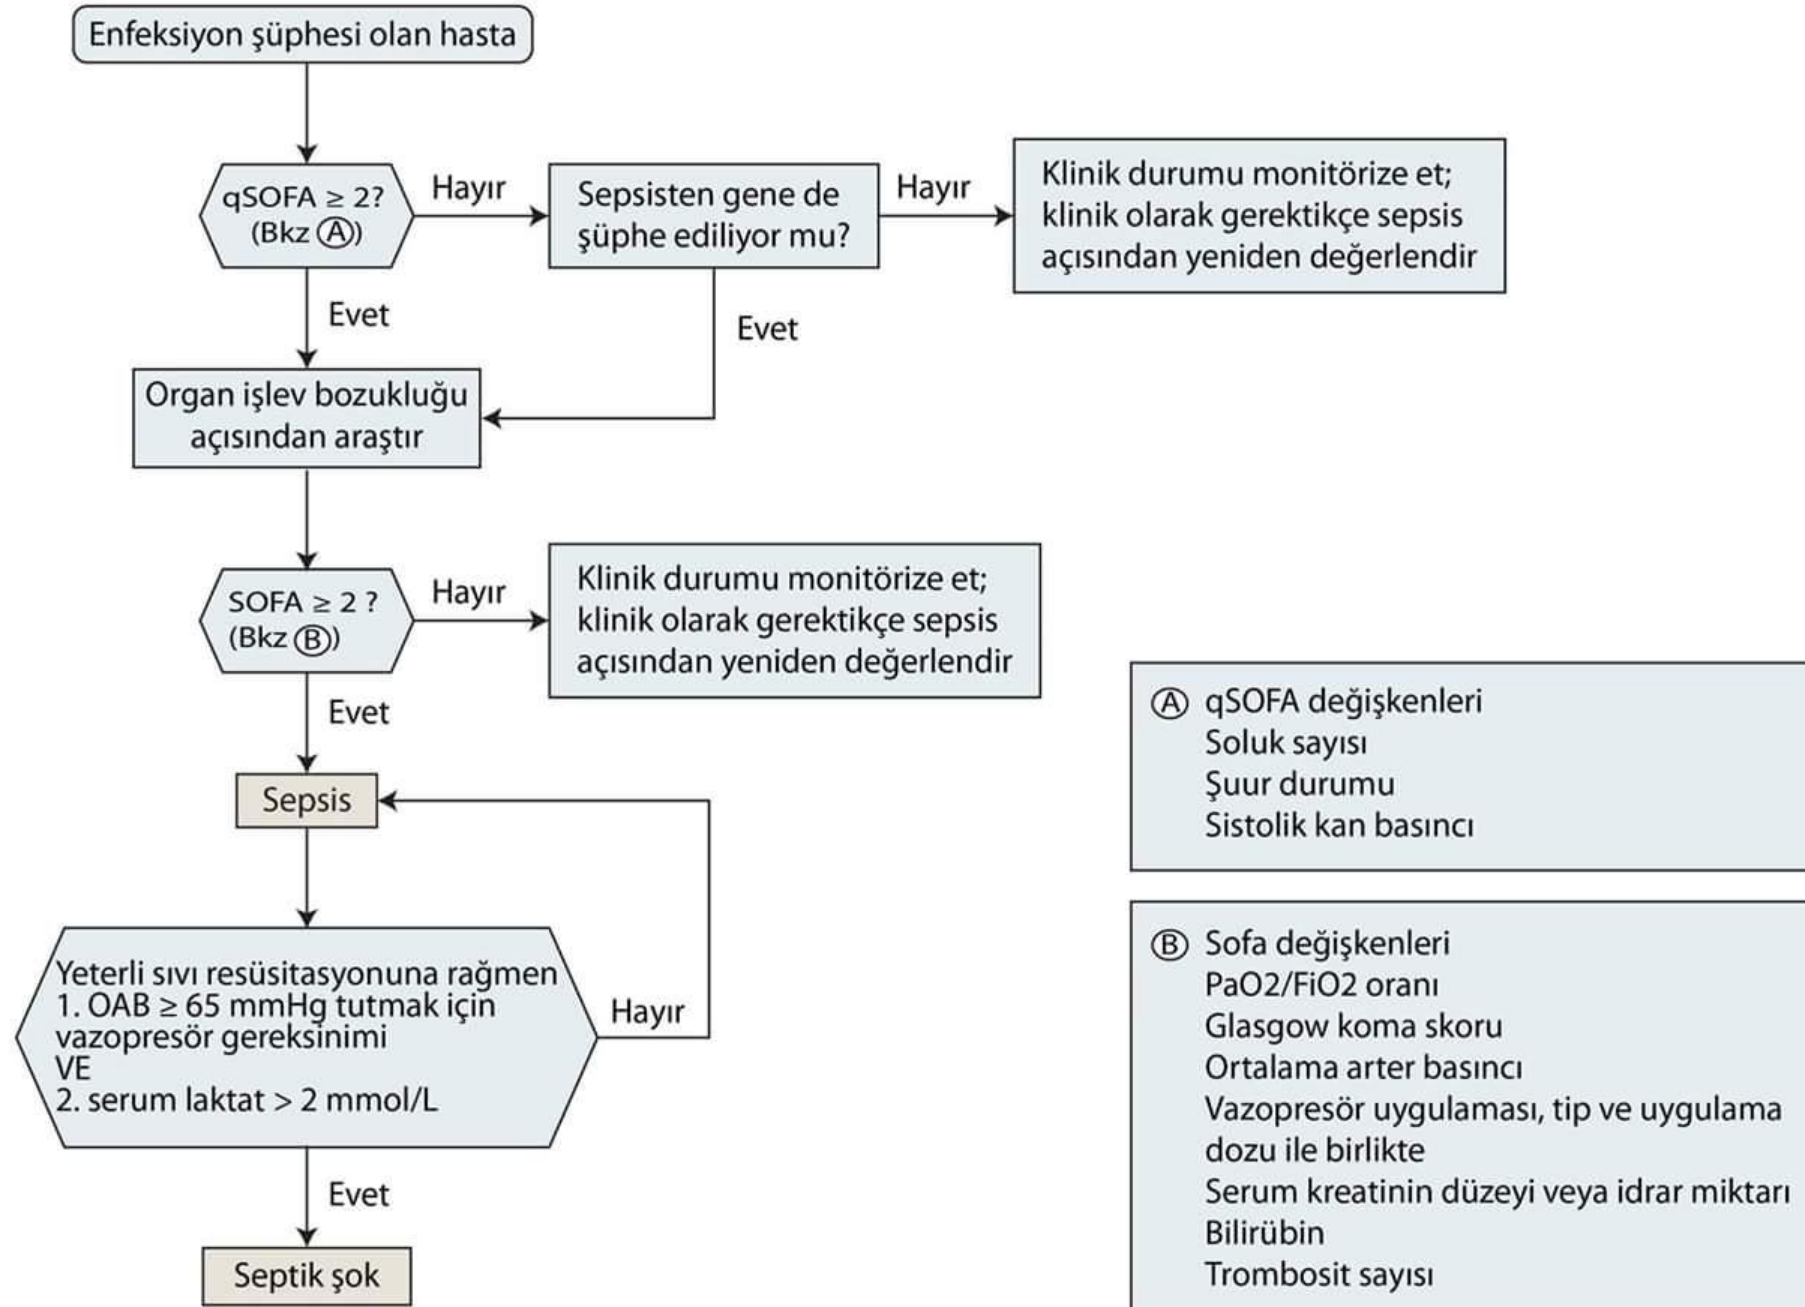 Enfeksiyon şüphesi olan hasta
qSOFA ≥ 2?
(Bkz Ⓐ)
Hayır
Sepsisten gene de
şüphe ediliyor mu?
Hayır
Klinik durumu monitörize et;
klinik olarak gerektikçe sepsis
açısından yeniden değerlendir
Evet
Evet
Organ işlev bozukluğu
açısından araştır
SOFA ≥ 2 ?
(Bkz Ⓑ)
Hayır
Klinik durumu monitörize et;
klinik olarak gerektikçe sepsis
açısından yeniden değerlendir
Evet
Sepsis
Yeterli sıvı resüsitasyonuna rağmen
1. OAB ≥ 65 mmHg tutmak için
vazopresör gereksinimi
VE
2. serum laktat > 2 mmol/L
Hayır
Evet
Septik şok
Ⓐ qSOFA değişkenleri
Soluk sayısı
Şuur durumu
Sistolik kan basıncı
Ⓑ Sofa değişkenleri
PaO2/FiO2 oranı
Glasgow koma skoru
Ortalama arter basıncı
Vazopresör uygulaması, tip ve uygulama
dozu ile birlikte
Serum kreatinin düzeyi veya idrar miktarı
Bilirübin
Trombosit sayısı